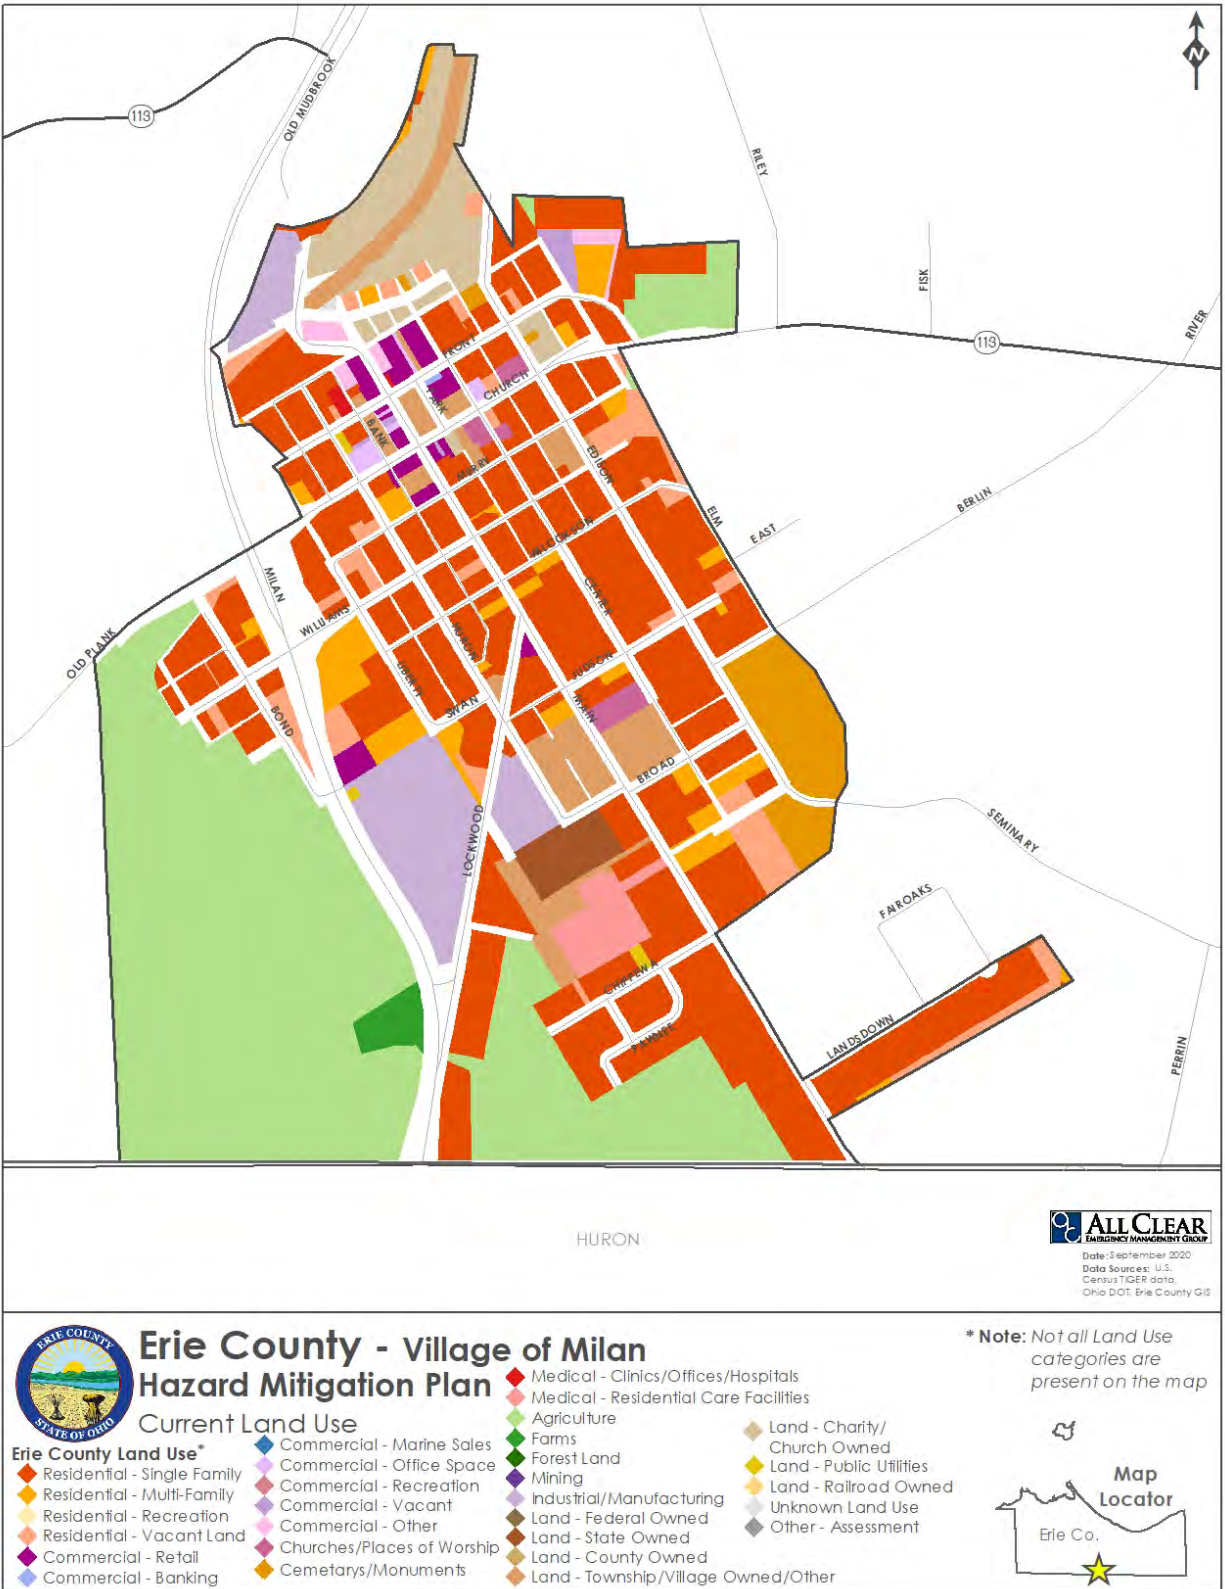 N
113
OLD MUDBROOK
RILEY
FISK
RIVER
113
FRONT
PARK
CHURCH
BANK
MERRY
EDISON
ELM
EAST
BERLIN
MILAN
WILLIAMS
CENTER
HURON
JUDSON
OLD PLANK
LIBERTY
SWAN
MAIN
BOND
BROAD
LOCKWOOD
SEMINARY
FAIROAKS
CHIPPEWA
PAWNEE
LANDSDOWN
PERRIN
HURON
ALL CLEAR
EMERGENCY MANAGEMENT GROUP
Date: September 2020
Data Sources: U.S.
Census TIGER data,
Ohio DOT, Erie County GIS
ERIE COUNTY
STATE OF OHIO
Erie County - Village of Milan
Hazard Mitigation Plan
Current Land Use
Erie County Land Use*
Residential - Single Family
Residential - Multi-Family
Residential - Recreation
Residential - Vacant Land
Commercial - Retail
Commercial - Banking
Commercial - Marine Sales
Commercial - Office Space
Commercial - Recreation
Commercial - Vacant
Commercial - Other
Churches/Places of Worship
Cemetarys/Monuments
Medical - Clinics/Offices/Hospitals
Medical - Residential Care Facilities
Agriculture
Farms
Forest Land
Mining
Industrial/Manufacturing
Land - Federal Owned
Land - State Owned
Land - County Owned
Land - Township/Village Owned/Other
Land - Charity/
Church Owned
Land - Public Utilities
Land - Railroad Owned
Unknown Land Use
Other - Assessment
* Note: Not all Land Use
categories are
present on the map
Map
Locator
Erie Co.